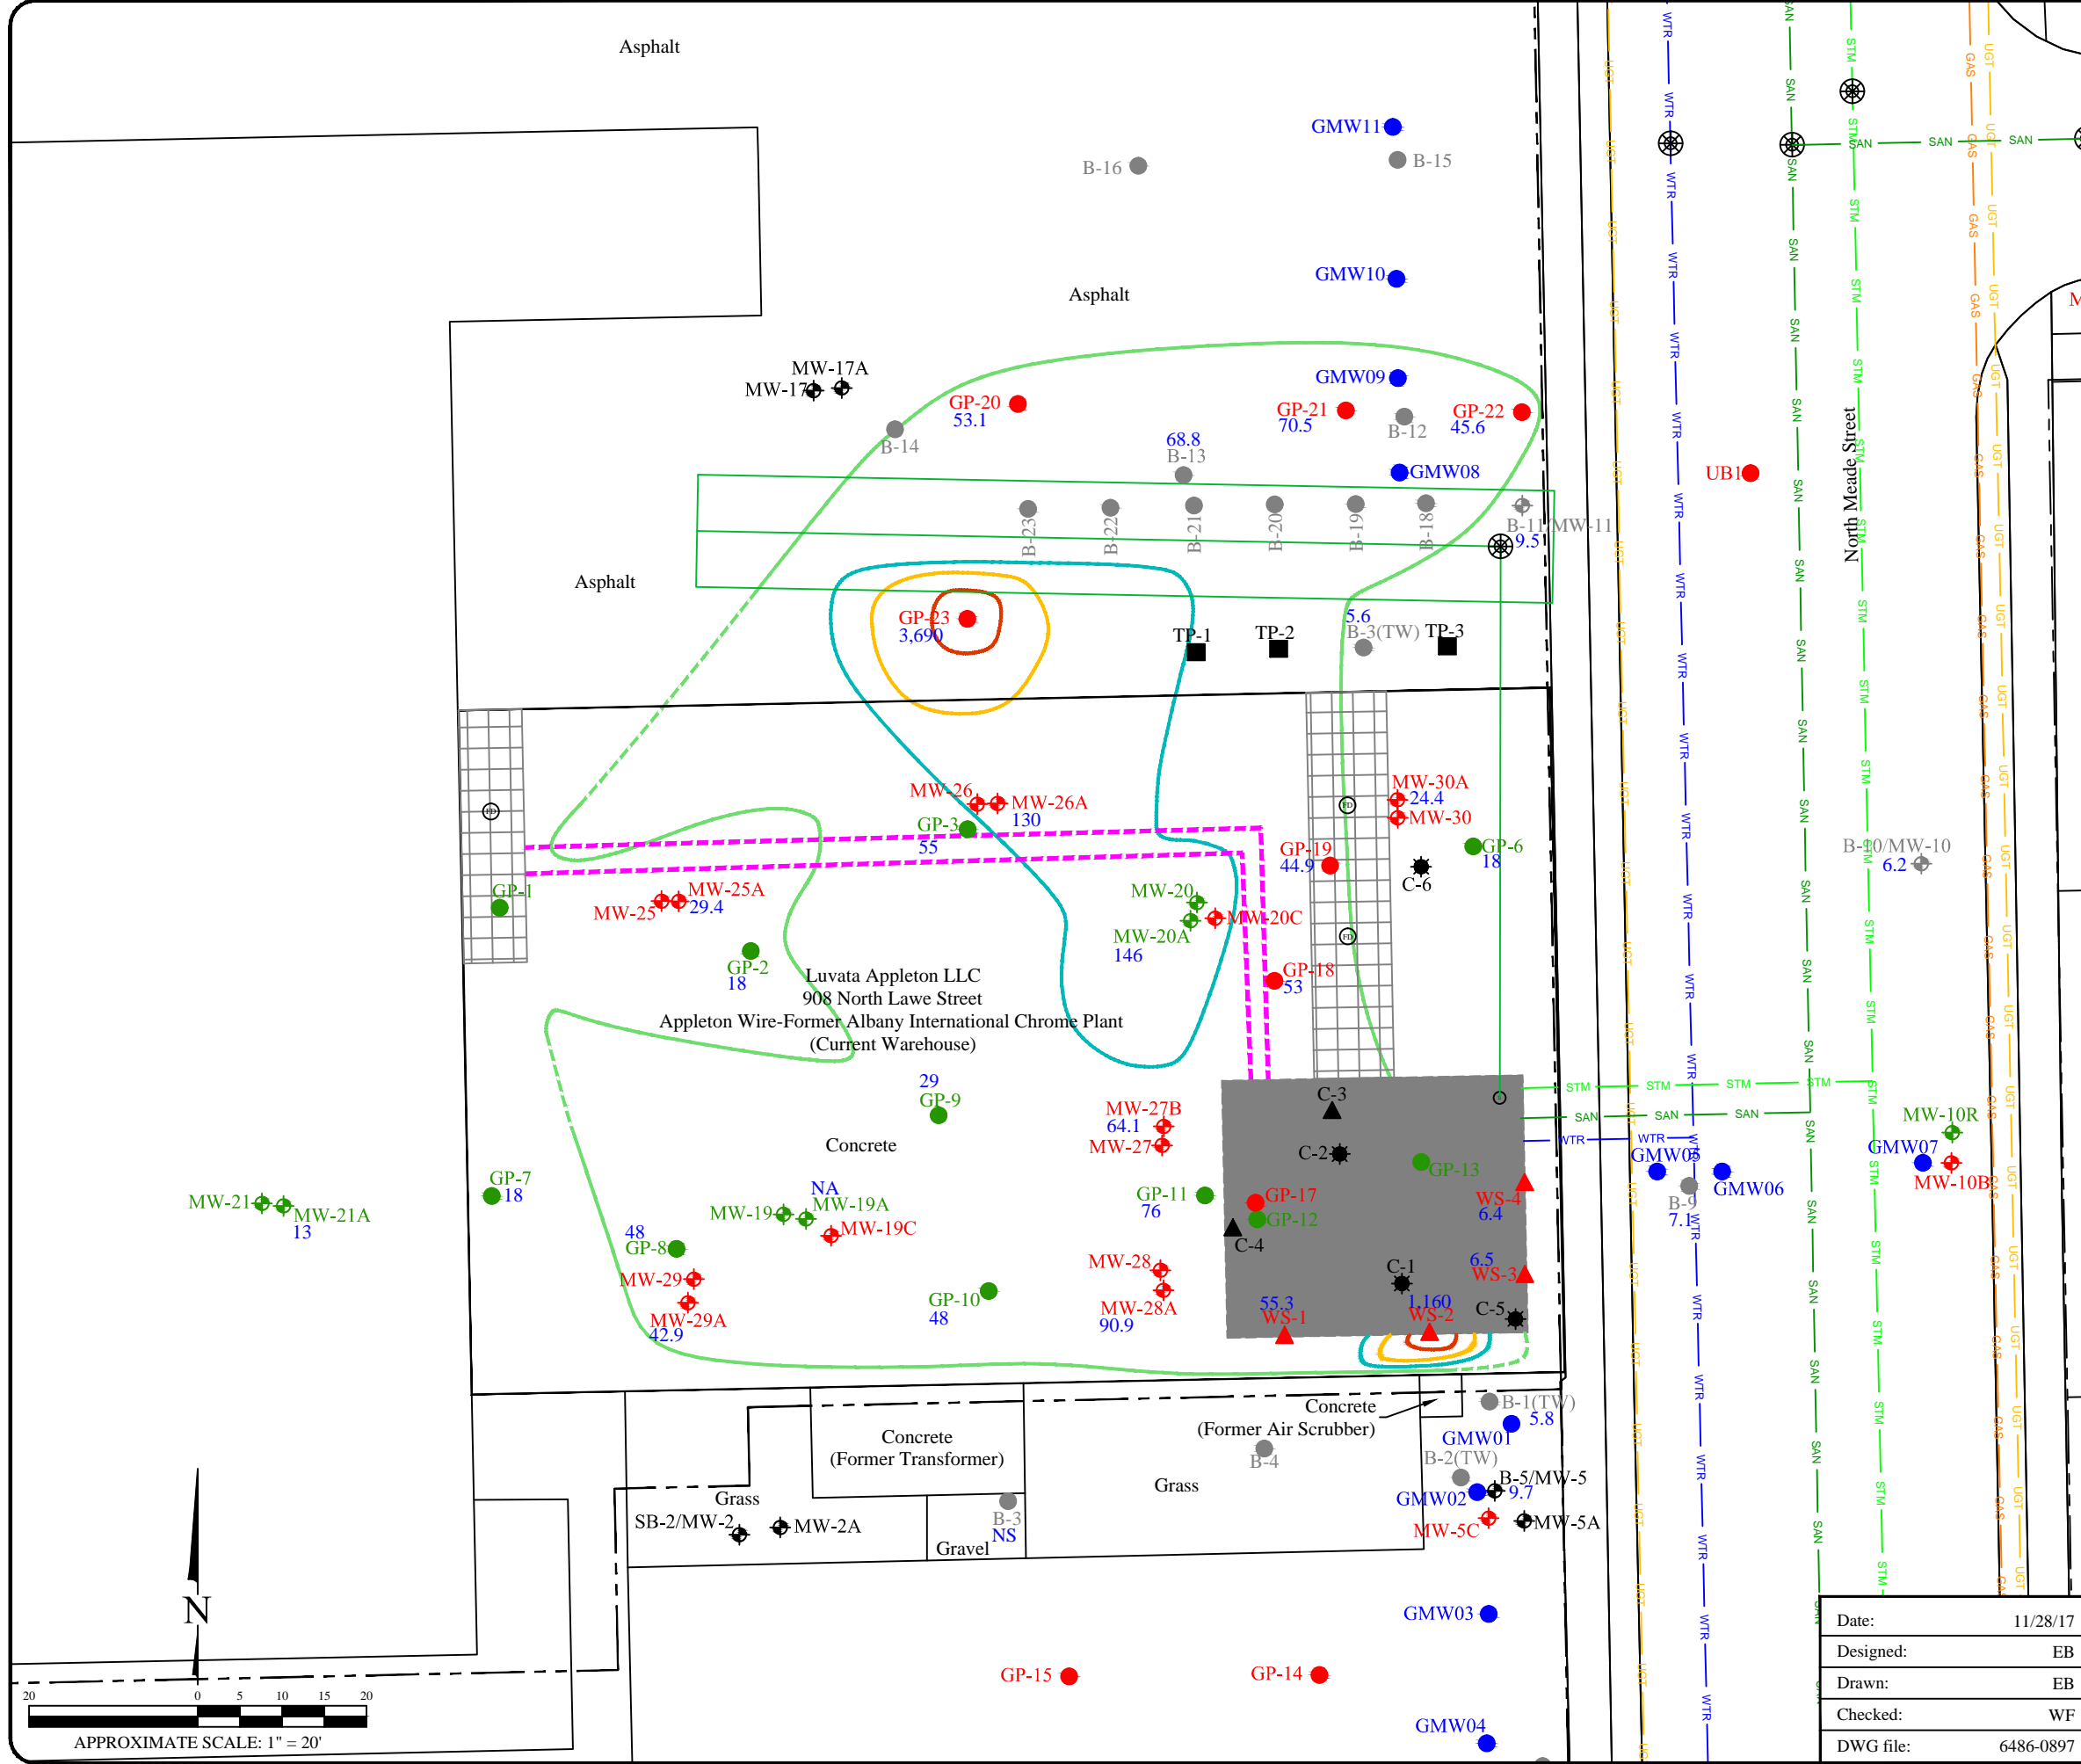 Asphalt
GMW11
B-15
B-16
GMW10
Asphalt
MW-17A
MW-17
GMW09
GP-20
53.1
GP-21
70.5
GP-22
45.6
B-12
B-14
68.8
B-13
GMW08
UB1
North Meade Street
B-23
B-22
B-21
B-20
B-19
B-18
B-11/MW-11
9.5
Asphalt
GP-23
3,690
5.6
B-3(TW)
TP-1
TP-2
TP-3
MW-26
MW-26A
130
GP-3
55
MW-30A
24.4
MW-30
FD
FD
FD
GP-19
44.9
C-6
GP-6
18
B-10/MW-10
6.2
GP-1
MW-25
MW-25A
29.4
MW-20
MW-20C
MW-20A
146
GP-2
18
GP-18
53
Luvata Appleton LLC
908 North Lawe Street
Appleton Wire-Former Albany International Chrome Plant
(Current Warehouse)
29
GP-9
Concrete
MW-27B
64.1
MW-27
C-3
C-2
GP-13
STM STM STM STM
SAN SAN SAN
WTR WTR
MW-10R
GMW07
MW-10B
GMW05
GMW06
B-9
7.1
MW-21
MW-21A
13
GP-7
18
NA
MW-19
MW-19A
MW-19C
GP-11
76
GP-17
GP-12
C-4
WS-4
6.4
48
GP-8
MW-29
MW-29A
42.9
GP-10
48
MW-28
MW-28A
90.9
C-1
6.5
WS-3
55.3
WS-1
1,160
WS-2
C-5
Concrete
(Former Air Scrubber)
B-1(TW)
5.8
GMW01
Concrete
(Former Transformer)
B-4
B-2(TW)
B-5/MW-5
9.7
GMW02
MW-5C
MW-5A
Grass
Grass
SB-2/MW-2
MW-2A
B-3
NS
Gravel
GMW03
GP-15
GP-14
GMW04
N
20 0 5 10 15 20
APPROXIMATE SCALE: 1" = 20'
Date: 11/28/17
Designed: EB
Drawn: EB
Checked: WF
DWG file: 6486-0897